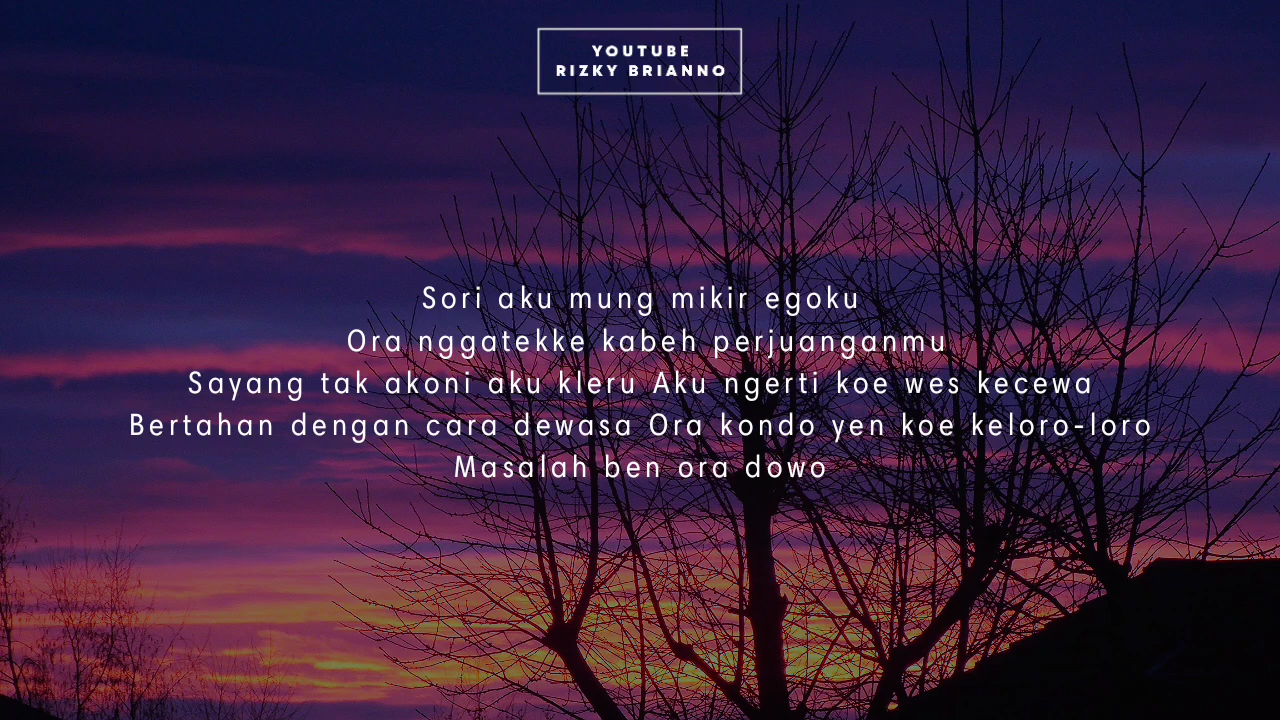 YOUTUBE
RIZKY BRIANNO
Sori aku mung mikir egoku
Ora nggatekke kabeh perjuanganmu
Sayang tak akoni aku kleru Aku ngerti koe wes kecewa
Bertahan dengan cara dewasa Ora kondo yen koe keloro-loro
Masalah ben ora dowo